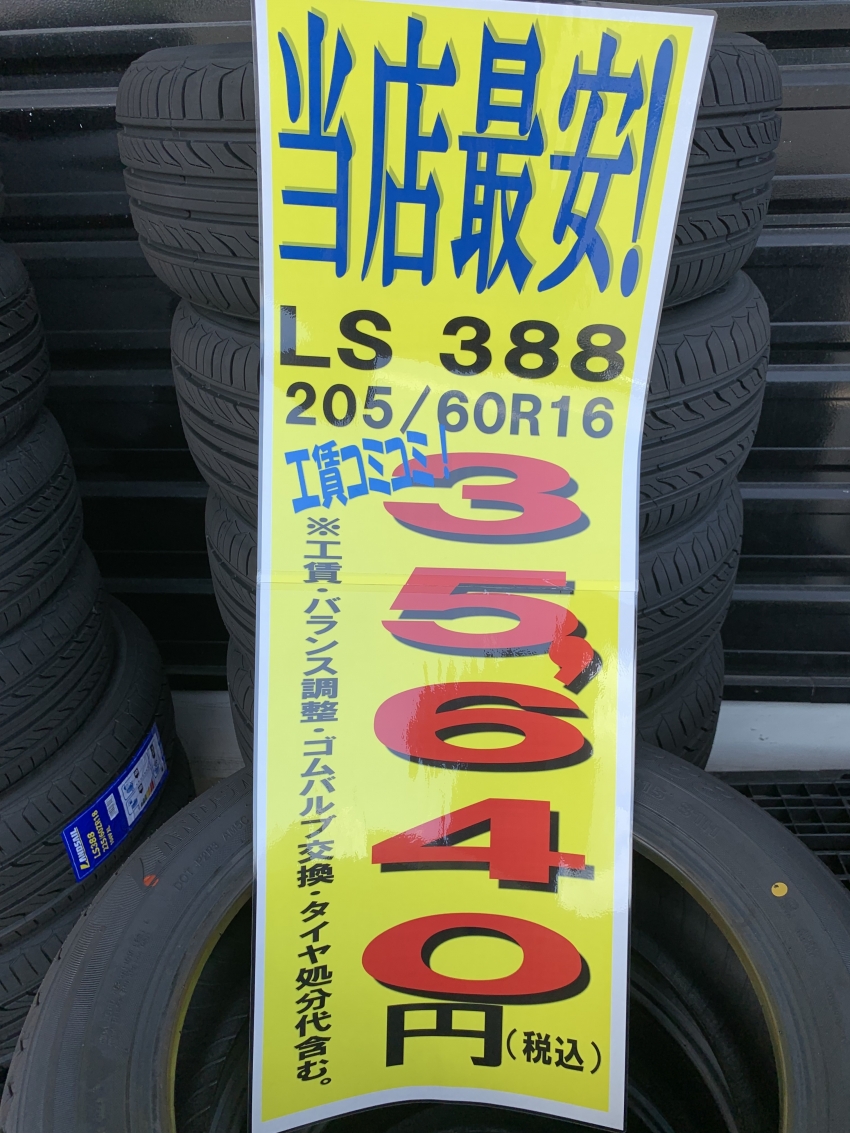 当店最安!
LS 388
205/60R16
工賃コミコミ!
35,640
円(税込)
※工賃・バランス調整・ゴムバルブ交換・タイヤ処分代含む。
LANDSAIL
LS388